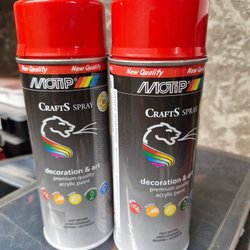 New Quality
MOTIP
CRAFTS SPRAY
decoration & art
premium quality
acrylic paint
New Quality
MOTIP
CRAFTS SPRAY
decoration & art
premium quality
acrylic paint